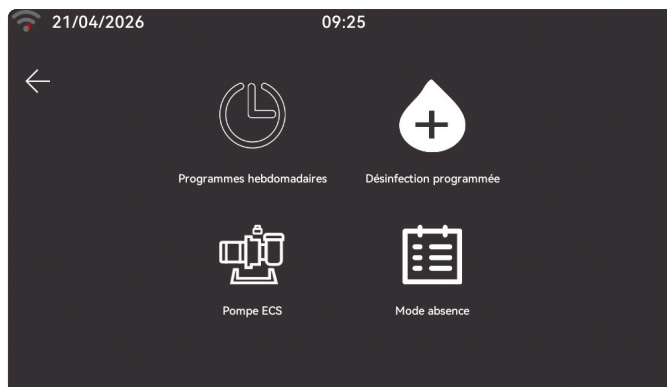 21/04/2026 09:25
Programmes hebdomadaires
Désinfection programmée
Pompe ECS
Mode absence